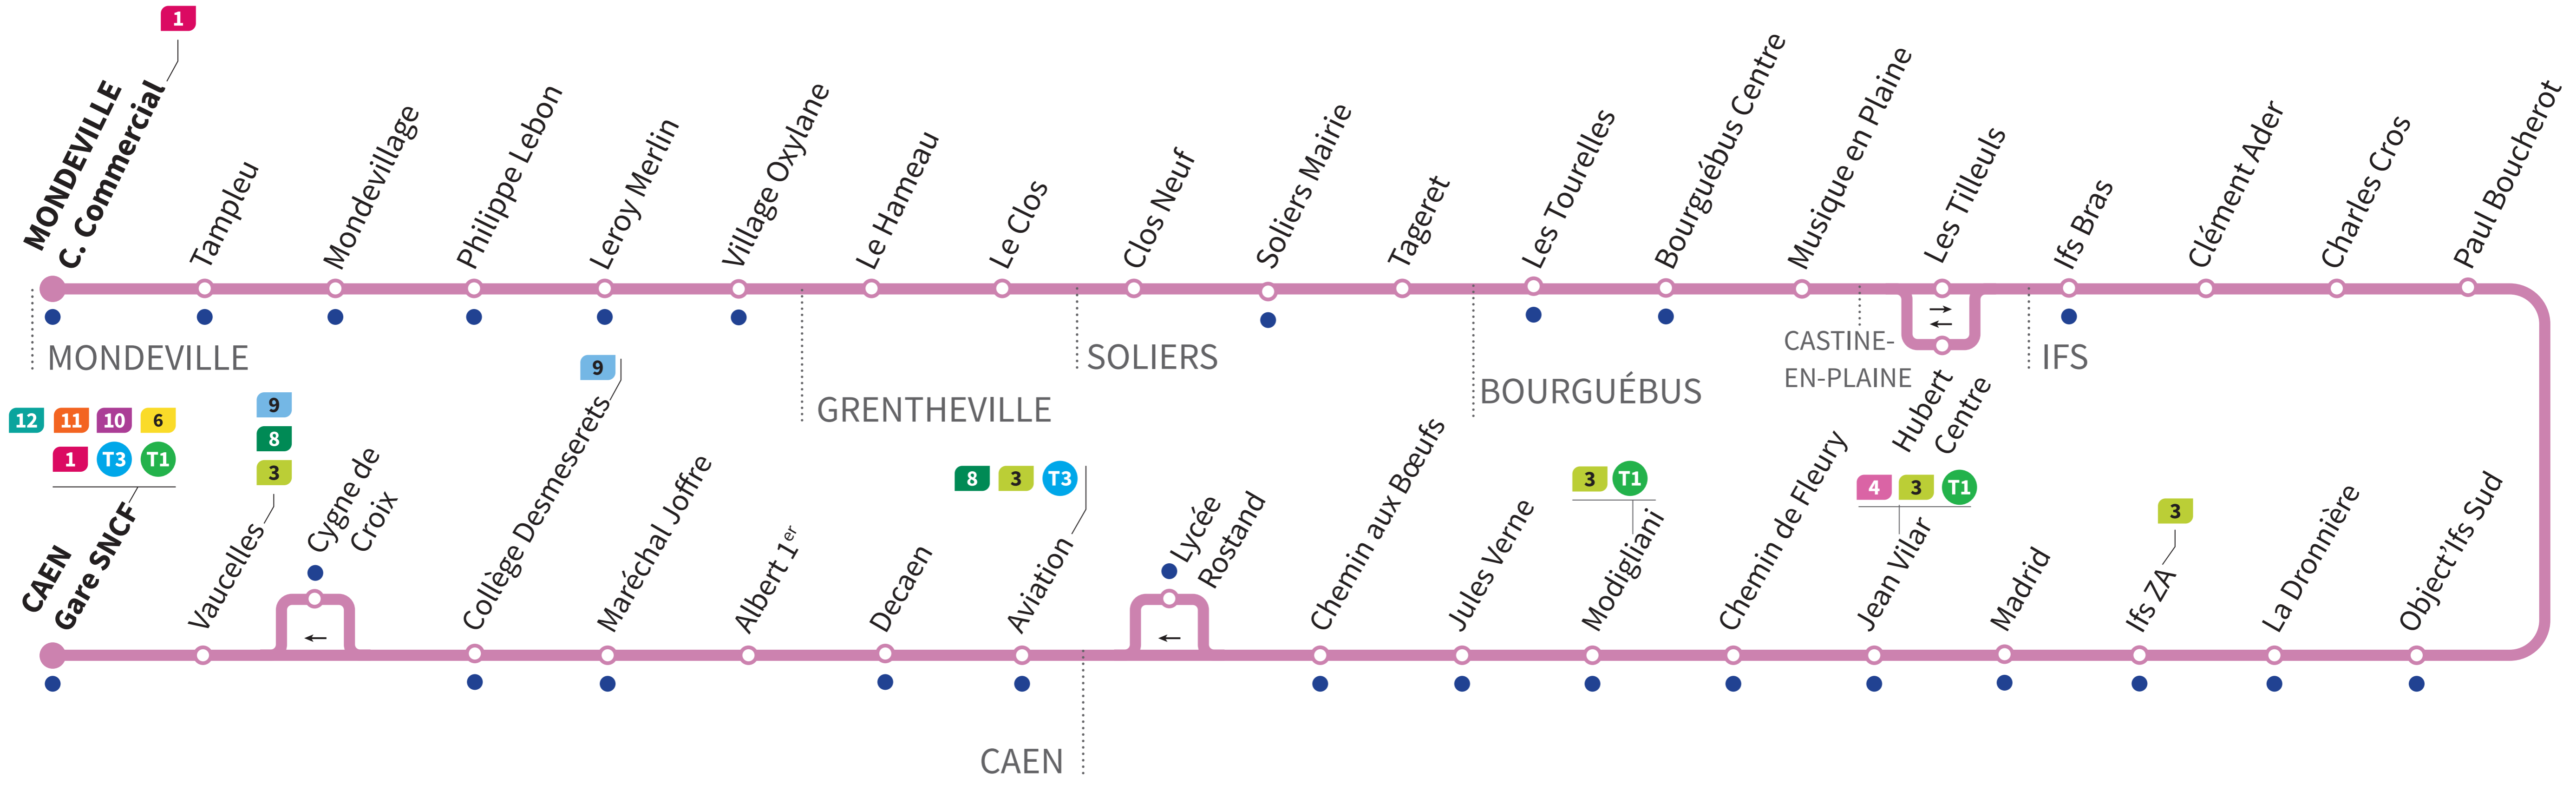 1
MONDEVILLE
C. Commercial
Tampleu
Mondevillage
Philippe Lebon
Leroy Merlin
Village Oxylane
Le Hameau
Le Clos
Clos Neuf
Soliers Mairie
Tageret
Les Tourelles
Bourguébus Centre
Musique en Plaine
Les Tilleuls
Ifs Bras
Clément Ader
Charles Cros
Paul Boucherot
MONDEVILLE
GRENTHEVILLE
SOLIERS
BOURGUÉBUS
CASTINE-
EN-PLAINE
Hubert
Centre
IFS
12 11 10 6
1 T3 T1
CAEN
Gare SNCF
9
8
3
Vaucelles
Cygne de
Croix
9
Collège Desmeserets
Maréchal Joffre
Albert 1er
Decaen
8 3 T3
Aviation
Lycée
Rostand
Chemin aux Bœufs
Jules Verne
3 T1
Modigliani
Chemin de Fleury
4 3 T1
Jean Vilar
Madrid
3
Ifs ZA
La Dronnière
Object'Ifs Sud
CAEN